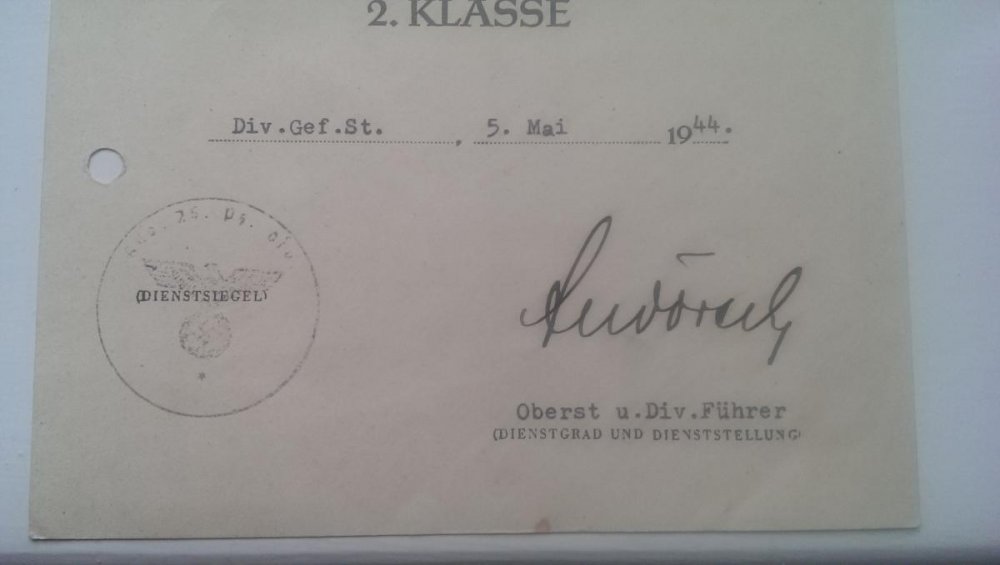 2. KLASSE
Div.Gef.St. , 5. Mai 1944.
(DIENSTSIEGEL)
Oberst u.Div.Führer
(DIENSTGRAD UND DIENSTSTELLUNG)